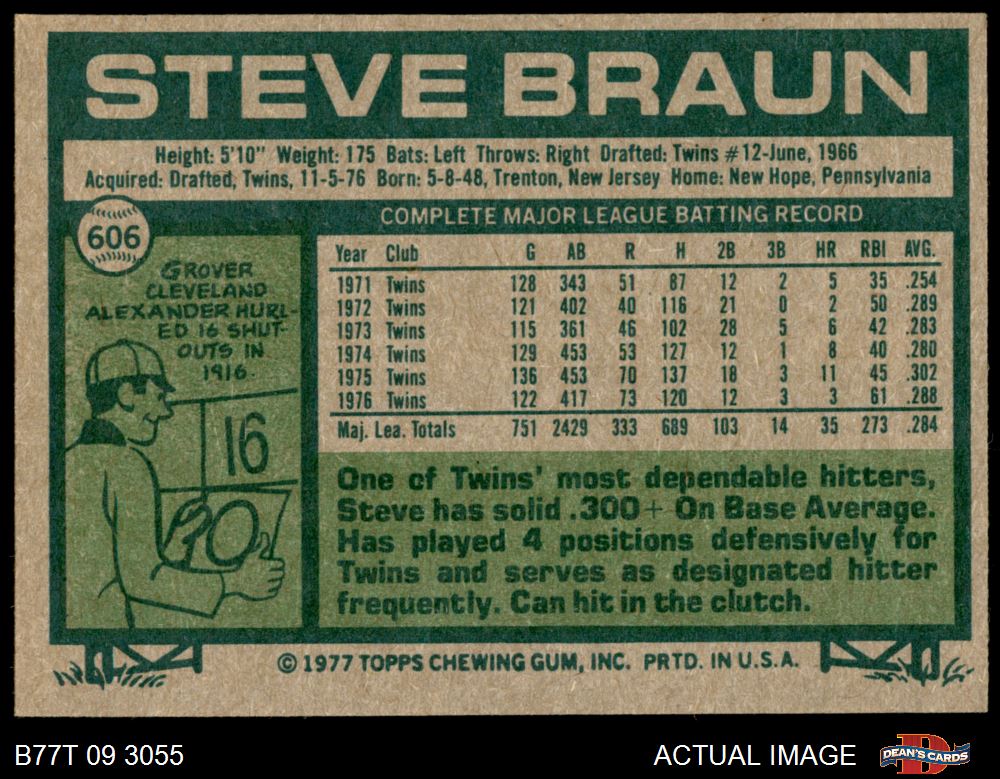 STEVE BRAUN
Height: 5'10" Weight: 175 Bats: Left Throws: Right Drafted: Twins #12-June, 1966
Acquired: Drafted, Twins, 11-5-76 Born: 5-8-48, Trenton, New Jersey Home: New Hope, Pennsylvania
606
GROVER
CLEVELAND
ALEXANDER HURL-
ED 16 SHUT-
OUTS IN
1916.
16
0
COMPLETE MAJOR LEAGUE BATTING RECORD
Year Club G AB R H 2B 3B HR RBI AVG.
1971 Twins 128 343 51 87 12 2 5 35 .254
1972 Twins 121 402 40 116 21 0 2 50 .289
1973 Twins 115 361 46 102 28 5 6 42 .283
1974 Twins 129 453 53 127 12 1 8 40 .280
1975 Twins 136 453 70 137 18 3 11 45 .302
1976 Twins 122 417 73 120 12 3 3 61 .288
Maj. Lea. Totals 751 2429 333 689 103 14 35 273 .284
One of Twins' most dependable hitters,
Steve has solid .300+ On Base Average.
Has played 4 positions defensively for
Twins and serves as designated hitter
frequently. Can hit in the clutch.
© 1977 TOPPS CHEWING GUM, INC. PRTD. IN U.S.A.
B77T 09 3055
ACTUAL IMAGE
DEAN'S CARDS